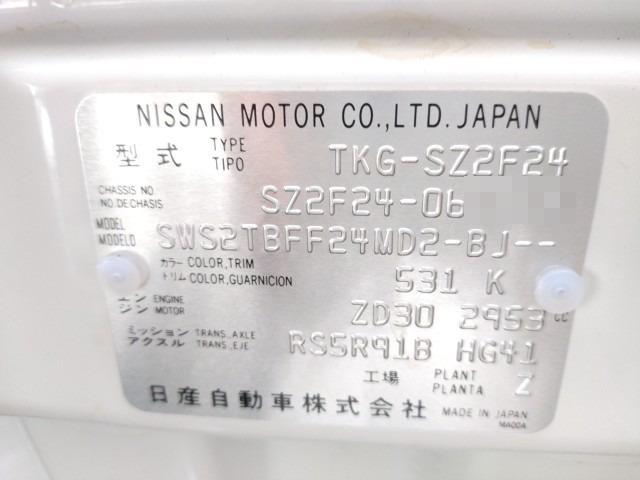 NISSAN MOTOR CO.,LTD. JAPAN
型式 TYPE TIPO TKG-SZ2F24
CHASSIS NO. NO. DE CHASIS SZ2F24-06
MODEL MODELO SWS2TBFF24MD2-BJ--
カラー COLOR,TRIM
トリム COLOR,GUARNICION 531 K
エンジン ENGINE MOTOR ZD30 2953 CC
ミッション TRANS. AXLE
アクスル TRANS.,EJE RS5R91B HG41
工場 PLANT PLANTA Z
日産自動車株式会社 MADE IN JAPAN
MA00A